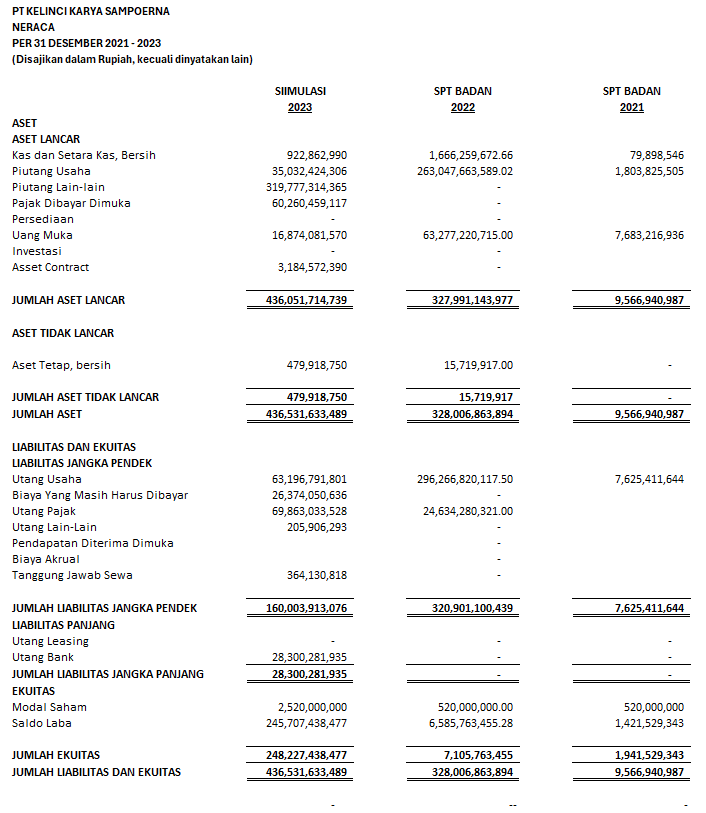 PT KELINCI KARYA SAMPOERNA
NERACA
PER 31 DESEMBER 2021 - 2023
(Disajikan dalam Rupiah, kecuali dinyatakan lain)
SIIMULASI SPT BADAN SPT BADAN
2023 2022 2021
ASET
ASET LANCAR
Kas dan Setara Kas, Bersih 922,862,990 1,666,259,672.66 79,898,546
Piutang Usaha 35,032,424,306 263,047,663,589.02 1,803,825,505
Piutang Lain-lain 319,777,314,365 -
Pajak Dibayar Dimuka 60,260,459,117 -
Persediaan - -
Uang Muka 16,874,081,570 63,277,220,715.00 7,683,216,936
Investasi - -
Asset Contract 3,184,572,390 -
JUMLAH ASET LANCAR 436,051,714,739 327,991,143,977 9,566,940,987
ASET TIDAK LANCAR
Aset Tetap, bersih 479,918,750 15,719,917.00 -
JUMLAH ASET TIDAK LANCAR 479,918,750 15,719,917 -
JUMLAH ASET 436,531,633,489 328,006,863,894 9,566,940,987
LIABILITAS DAN EKUITAS
LIABILITAS JANGKA PENDEK
Utang Usaha 63,196,791,801 296,266,820,117.50 7,625,411,644
Biaya Yang Masih Harus Dibayar 26,374,050,636 -
Utang Pajak 69,863,033,528 24,634,280,321.00
Utang Lain-Lain 205,906,293 -
Pendapatan Diterima Dimuka -
Biaya Akrual -
Tanggung Jawab Sewa 364,130,818 -
JUMLAH LIABILITAS JANGKA PENDEK 160,003,913,076 320,901,100,439 7,625,411,644
LIABILITAS PANJANG
Utang Leasing - - -
Utang Bank 28,300,281,935 - -
JUMLAH LIABILITAS JANGKA PANJANG 28,300,281,935 - -
EKUITAS
Modal Saham 2,520,000,000 520,000,000.00 520,000,000
Saldo Laba 245,707,438,477 6,585,763,455.28 1,421,529,343
JUMLAH EKUITAS 248,227,438,477 7,105,763,455 1,941,529,343
JUMLAH LIABILITAS DAN EKUITAS 436,531,633,489 328,006,863,894 9,566,940,987
- -- -